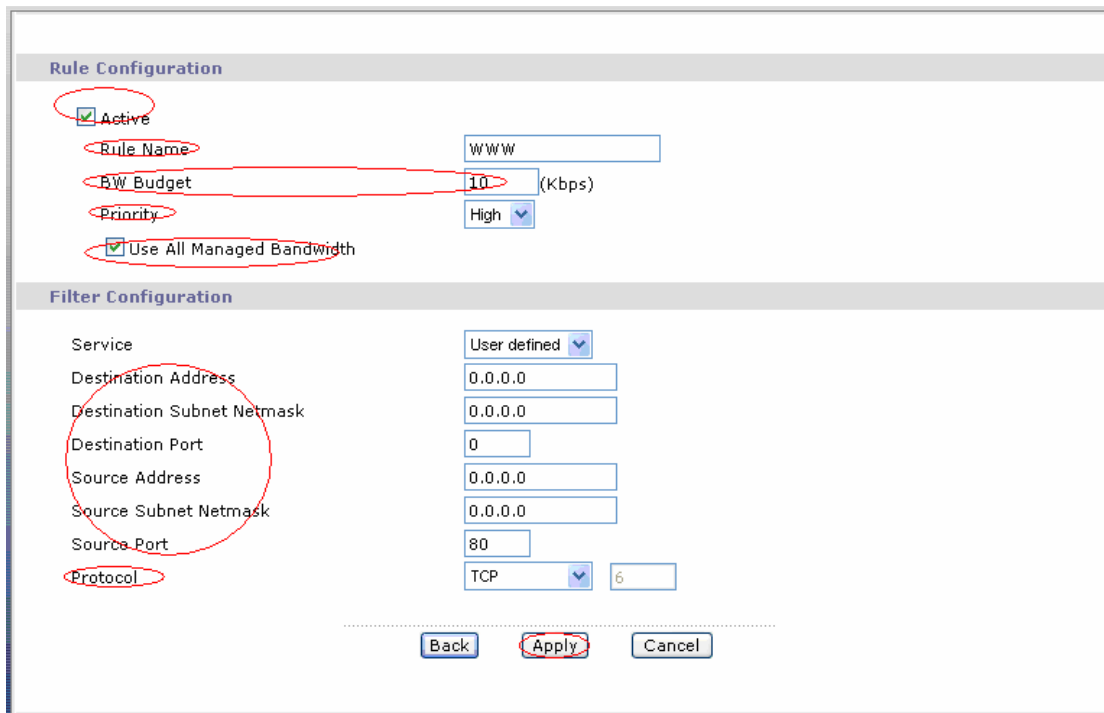 Rule Configuration
Active
Rule Name WWW
BW Budget 10 (Kbps)
Priority High
Use All Managed Bandwidth
Filter Configuration
Service User defined
Destination Address 0.0.0.0
Destination Subnet Netmask 0.0.0.0
Destination Port 0
Source Address 0.0.0.0
Source Subnet Netmask 0.0.0.0
Source Port 80
Protocol TCP 6
Back Apply Cancel